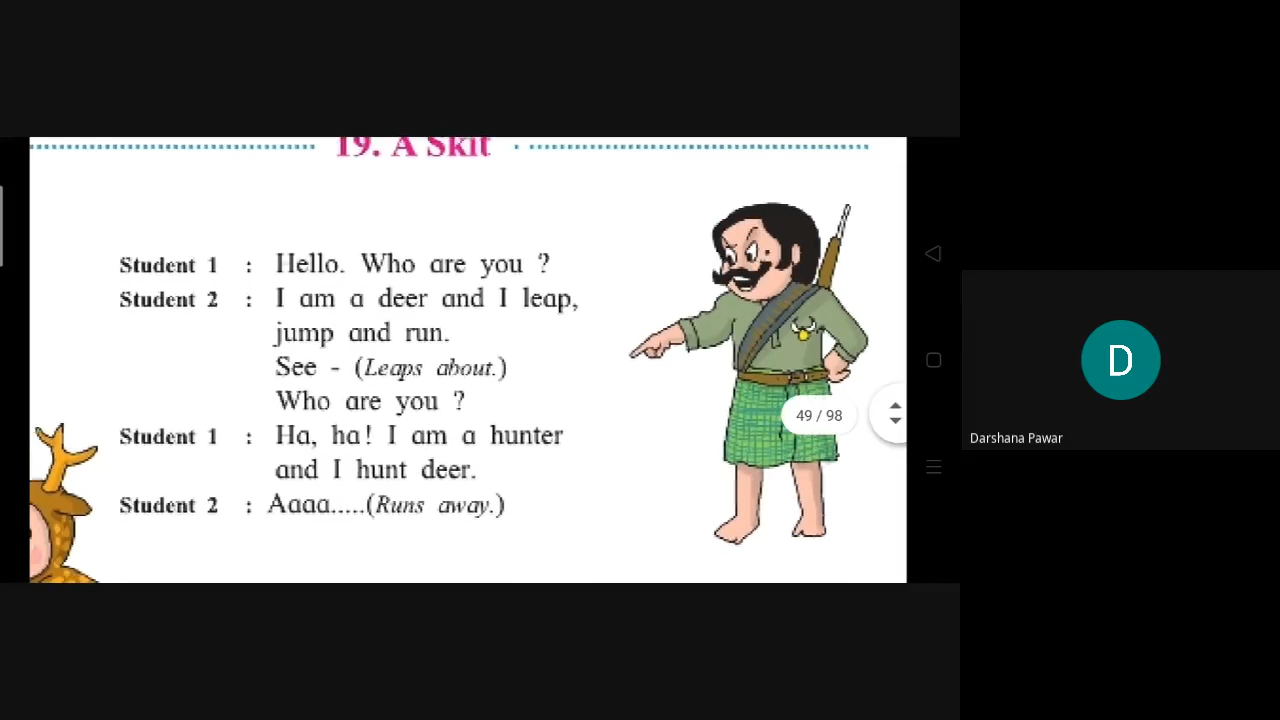 19. A Skit
Student 1 : Hello. Who are you ?
Student 2 : I am a deer and I leap,
jump and run.
See - (Leaps about.)
Who are you ?
Student 1 : Ha, ha! I am a hunter
and I hunt deer.
Student 2 : Aaaa.....(Runs away.)
49 / 98
D
Darshana Pawar